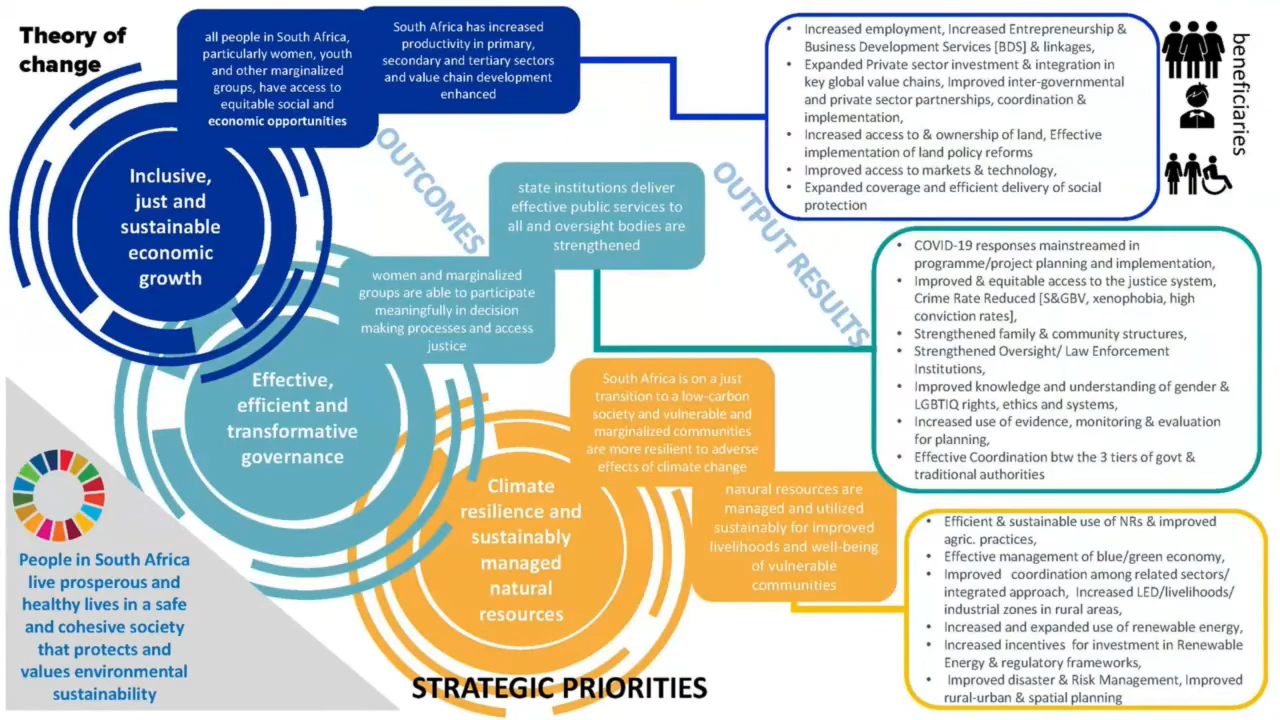 Theory of
change
all people in South Africa,
particularly women, youth
and other marginalized
groups, have access to
equitable social and
economic opportunities
South Africa has increased
productivity in primary,
secondary and tertiary sectors
and value chain development
enhanced
• Increased employment, Increased Entrepreneurship &
Business Development Services [BDS] & linkages,
• Expanded Private sector investment & integration in
key global value chains, Improved inter-governmental
and private sector partnerships, coordination &
implementation,
• Increased access to & ownership of land, Effective
implementation of land policy reforms
• Improved access to markets & technology,
• Expanded coverage and efficient delivery of social
protection
beneficiaries
Inclusive,
just and
sustainable
economic
growth
OUTCOMES
OUTPUT RESULTS
state institutions deliver
effective public services to
all and oversight bodies are
strengthened
women and marginalized
groups are able to participate
meaningfully in decision
making processes and access
justice
• COVID-19 responses mainstreamed in
programme/project planning and implementation,
• Improved & equitable access to the justice system,
Crime Rate Reduced [S&GBV, xenophobia, high
conviction rates],
• Strengthened family & community structures,
• Strengthened Oversight/ Law Enforcement
Institutions,
• Improved knowledge and understanding of gender &
LGBTIQ rights, ethics and systems,
• Increased use of evidence, monitoring & evaluation
for planning,
• Effective Coordination btw the 3 tiers of govt &
traditional authorities
Effective,
efficient and
transformative
governance
South Africa is on a just
transition to a low-carbon
society and vulnerable and
marginalized communities
are more resilient to adverse
effects of climate change
natural resources are
managed and utilized
sustainably for improved
livelihoods and well-being
of vulnerable
communities
Climate
resilience and
sustainably
managed
natural
resources
• Efficient & sustainable use of NRs & improved
agric. practices,
• Effective management of blue/green economy,
• Improved coordination among related sectors/
integrated approach, Increased LED/livelihoods/
industrial zones in rural areas,
• Increased and expanded use of renewable energy,
• Increased incentives for investment in Renewable
Energy & regulatory frameworks,
• Improved disaster & Risk Management, Improved
rural-urban & spatial planning
People in South Africa
live prosperous and
healthy lives in a safe
and cohesive society
that protects and
values environmental
sustainability
STRATEGIC PRIORITIES